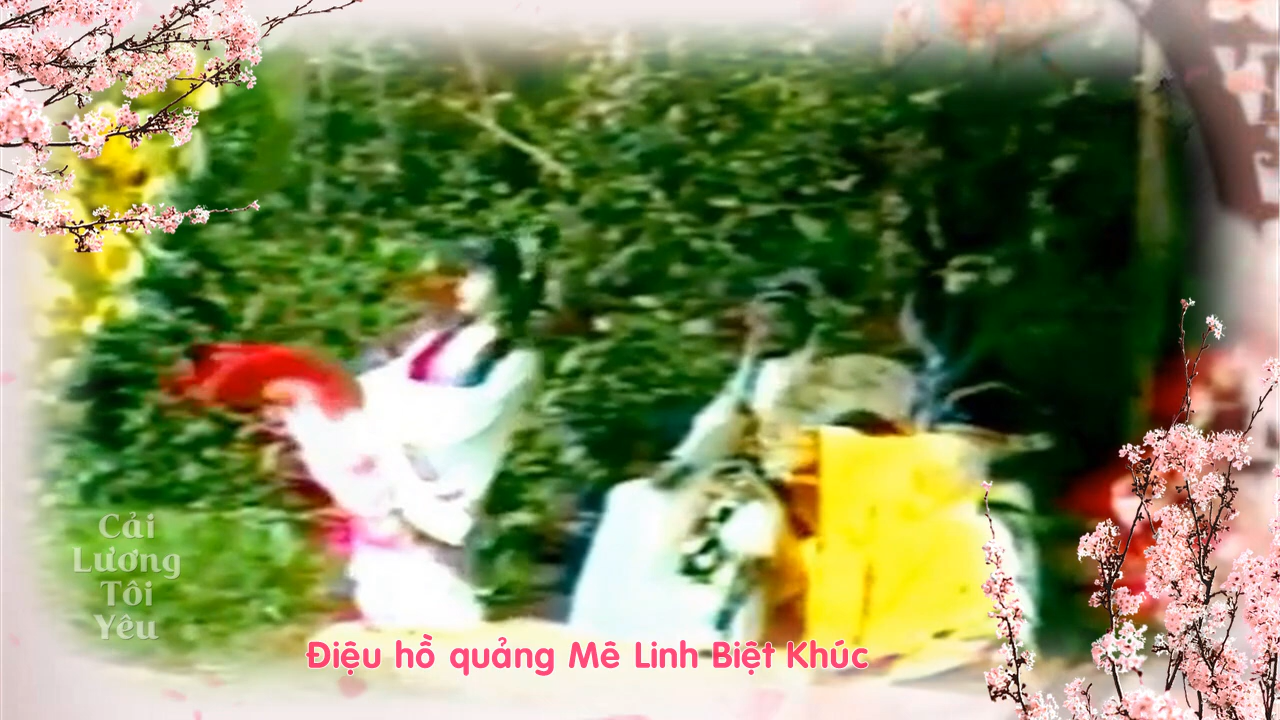 Cải
Lương
Tôi
Yêu
Điệu hồ quảng Mê Linh Biệt Khúc